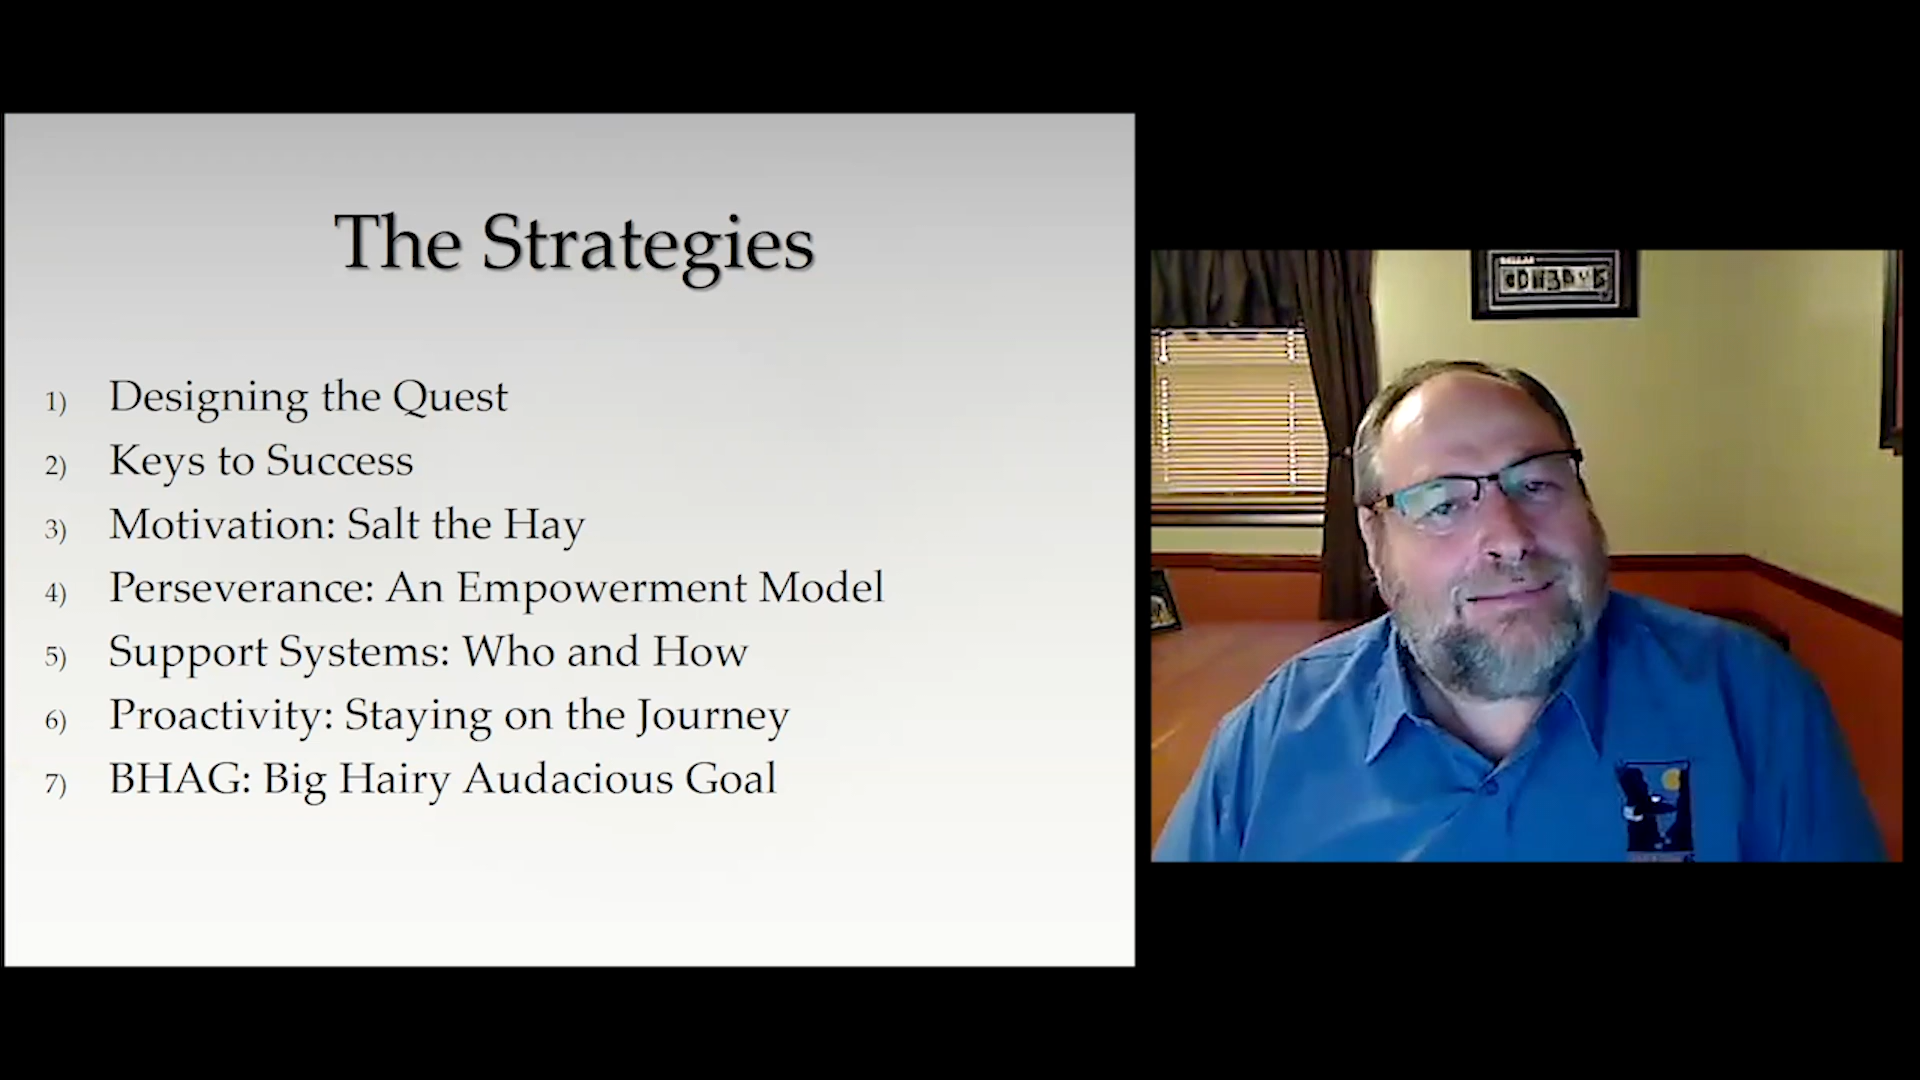 The Strategies
1) Designing the Quest
2) Keys to Success
3) Motivation: Salt the Hay
4) Perseverance: An Empowerment Model
5) Support Systems: Who and How
6) Proactivity: Staying on the Journey
7) BHAG: Big Hairy Audacious Goal
COWBOYS